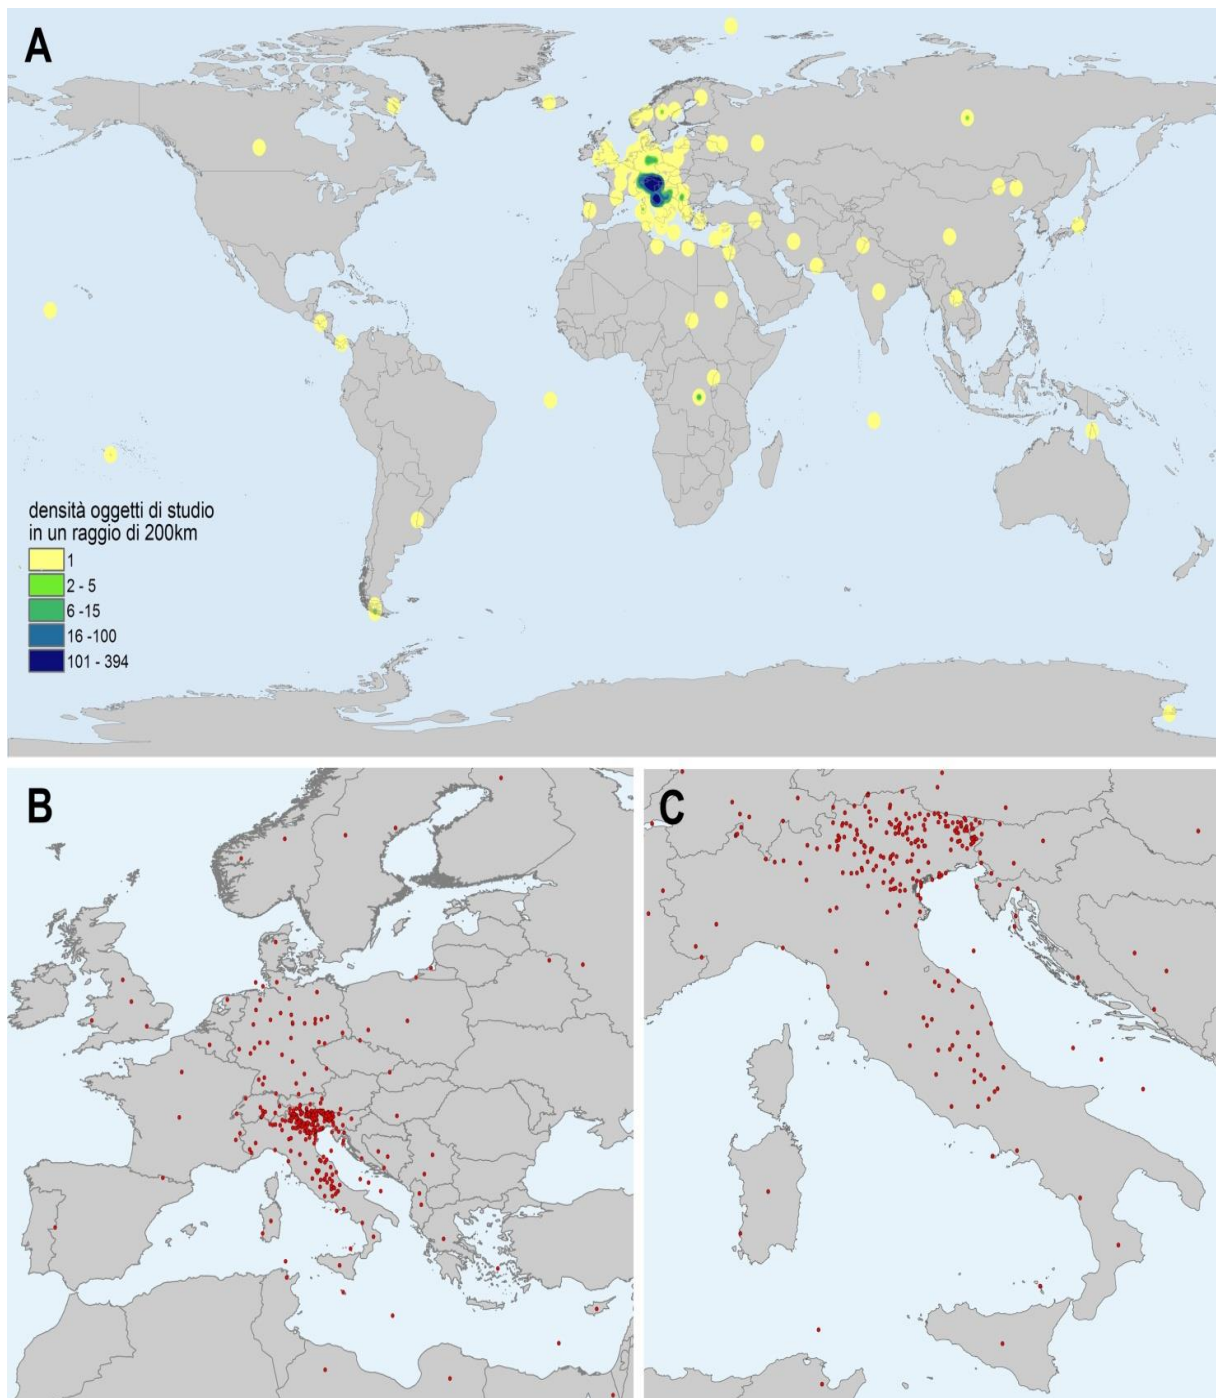 A
densità oggetti di studio
in un raggio di 200km
1
2 - 5
6 -15
16 -100
101 - 394
B
C